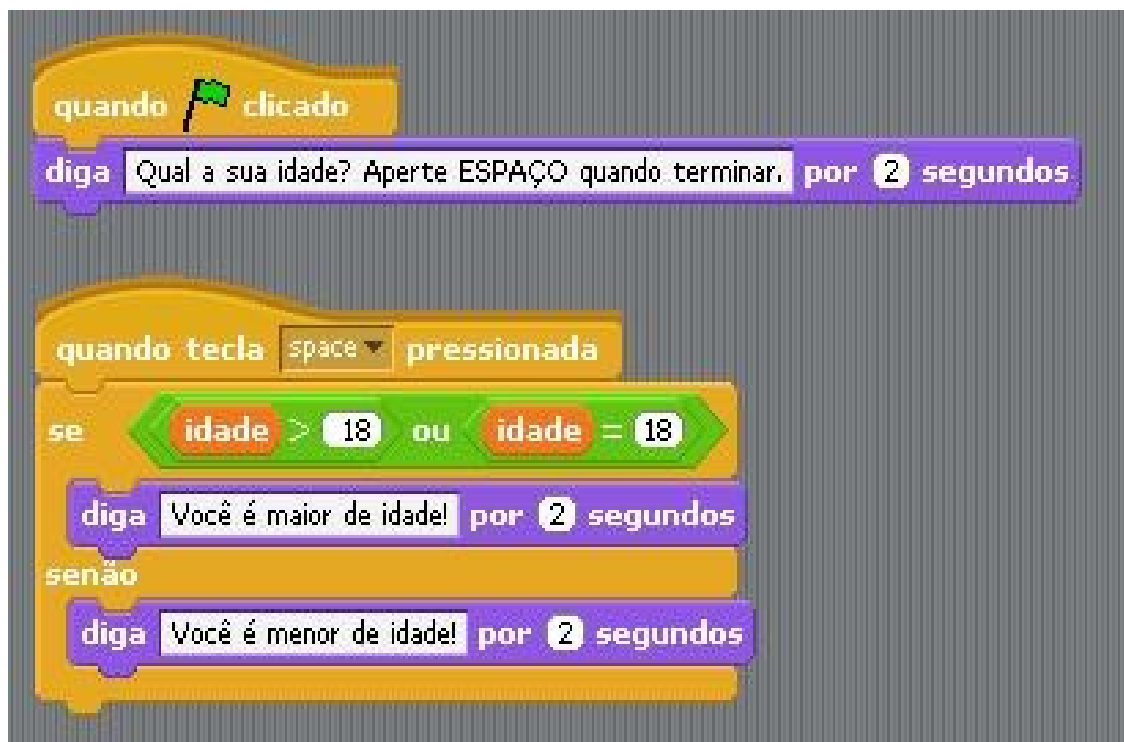 quando clicado
diga Qual a sua idade? Aperte ESPAÇO quando terminar. por 2 segundos
quando tecla space pressionada
se idade > 18 ou idade = 18
diga Você é maior de idade! por 2 segundos
senão
diga Você é menor de idade! por 2 segundos